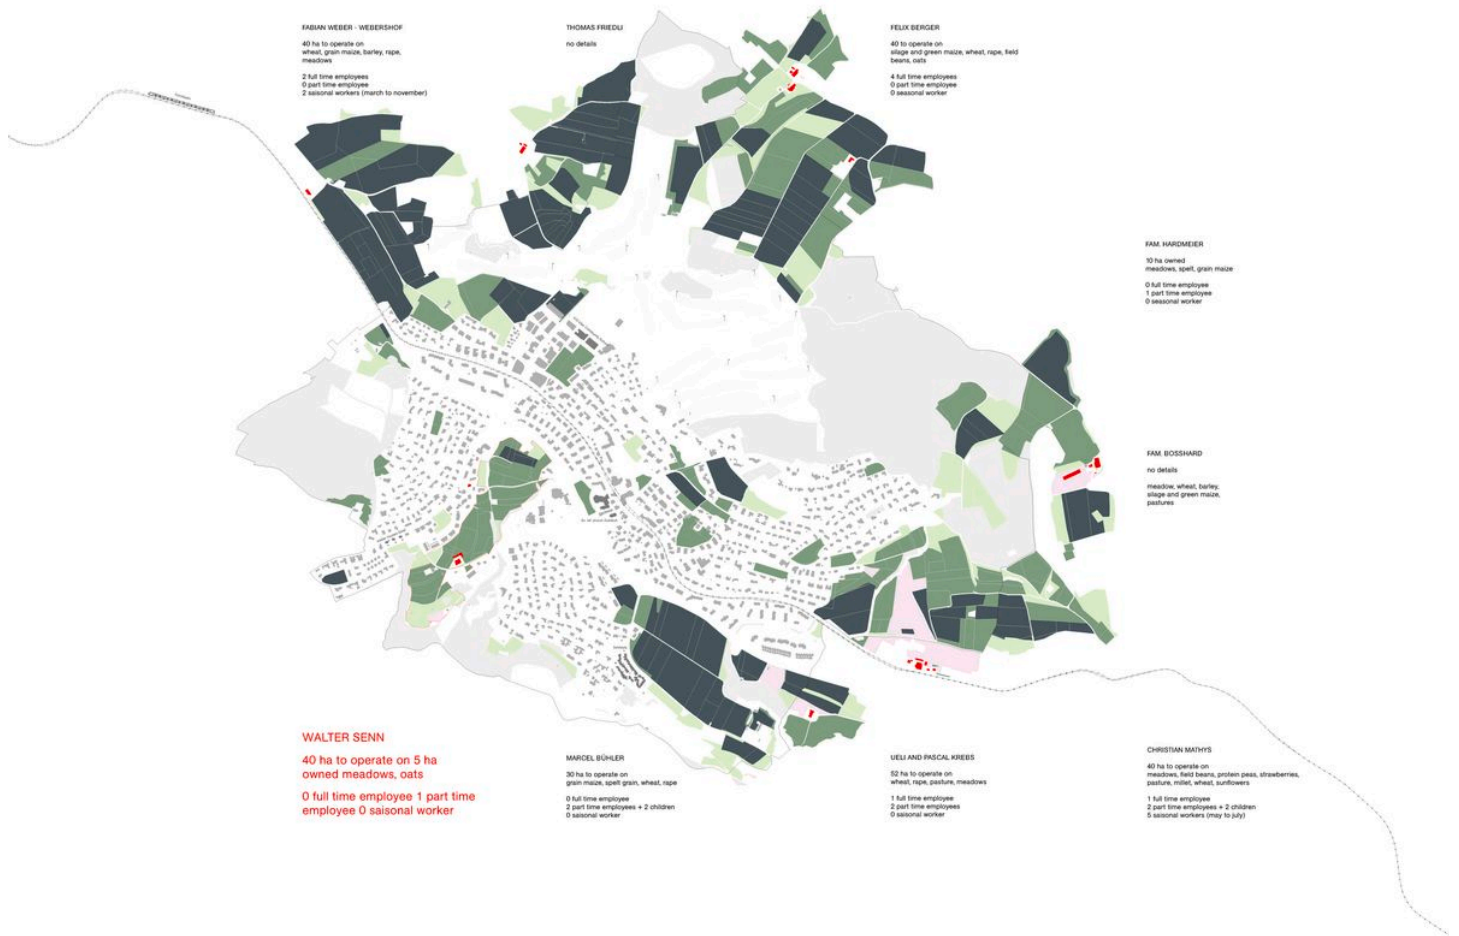 FABIAN WEBER - WEBERSHOF
40 ha to operate on
wheat, grain maize, barley, rape,
meadows
2 full time employees
0 part time employee
2 saisonal workers (march to november)
THOMAS FRIEDLI
no details
FELIX BERGER
40 to operate on
silage and green maize, wheat, rape, field
beans, oats
4 full time employees
0 part time employee
0 seasonal worker
FAM. HARDMEIER
10 ha owned
meadows, spelt, grain maize
0 full time employee
1 part time employee
0 seasonal worker
FAM. BOSSHARD
no details
meadow, wheat, barley,
silage and green maize,
pastures
WALTER SENN
40 ha to operate on 5 ha
owned meadows, oats
0 full time employee 1 part time
employee 0 saisonal worker
MARCEL BÜHLER
30 ha to operate on
grain maize, spelt grain, wheat, rape
0 full time employee
2 part time employees + 2 children
0 saisonal worker
UELI AND PASCAL KREBS
52 ha to operate on
wheat, rape, pasture, meadows
1 full time employee
2 part time employees
0 saisonal worker
CHRISTIAN MATHYS
40 ha to operate on
meadows, field beans, protein peas, strawberries,
pasture, millet, wheat, sunflowers
1 full time employee
2 part time employees + 2 children
5 saisonal workers (may to july)